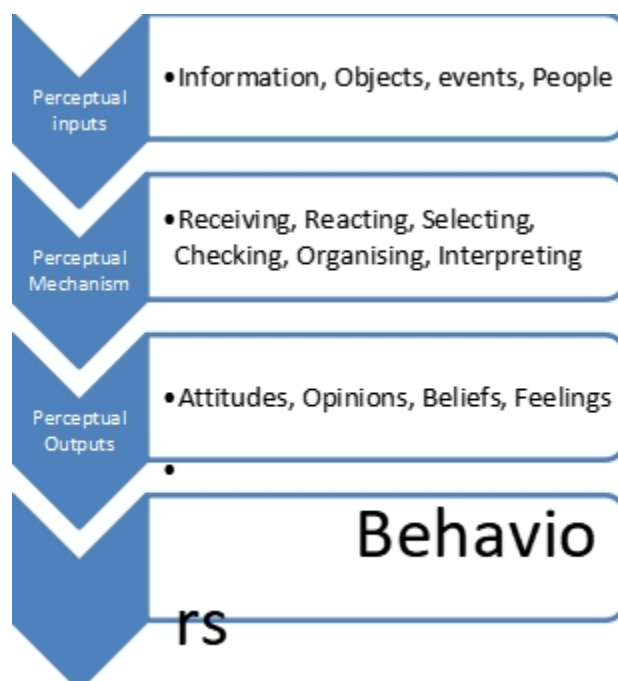 Perceptual
inputs
•Information, Objects, events, People
Perceptual
Mechanism
•Receiving, Reacting, Selecting,
Checking, Organising, Interpreting
Perceptual
Outputs
•Attitudes, Opinions, Beliefs, Feelings
•
Behavio
rs